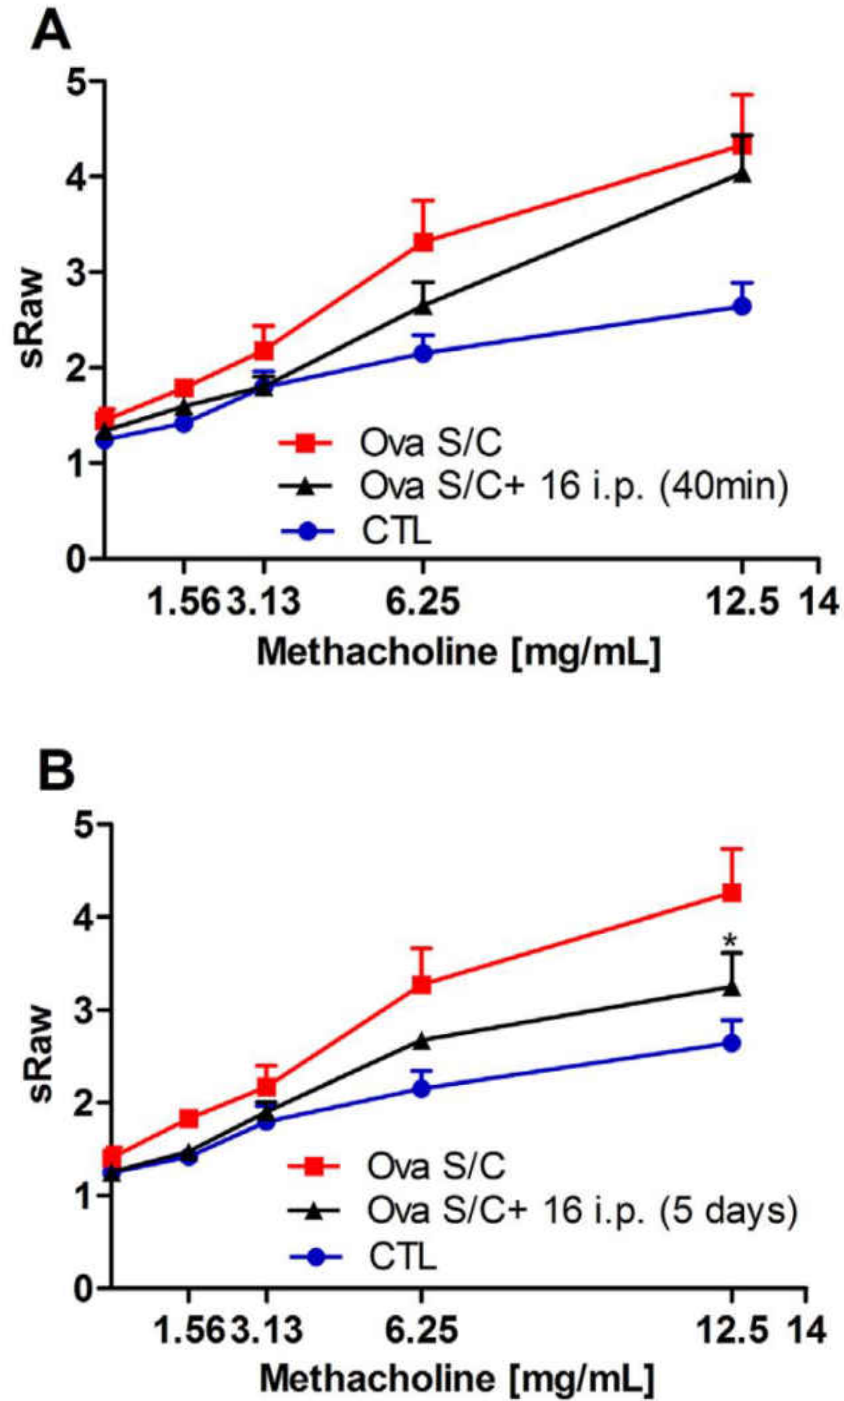 A
5
4
3
2
1
0
sRaw
Ova S/C
Ova S/C+ 16 i.p. (40min)
CTL
1.56 3.13 6.25 12.5 14
Methacholine [mg/mL]
B
5
4
3
2
1
0
sRaw
*
Ova S/C
Ova S/C+ 16 i.p. (5 days)
CTL
1.56 3.13 6.25 12.5 14
Methacholine [mg/mL]